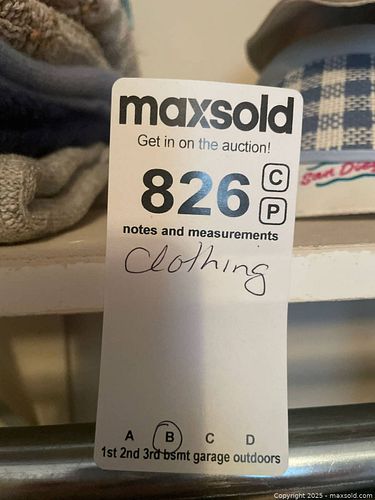 maxsold
Get in on the auction!
826 C
P
notes and measurements
Clothing
A B C D
1st 2nd 3rd bsmt garage outdoors
San Dieg
Copyright 2025 - maxsold.com